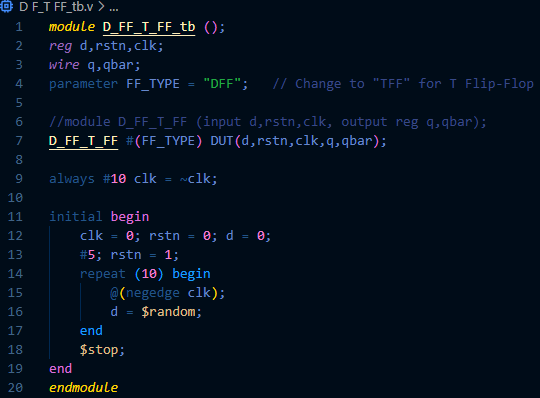 D F_T FF_tb.v > ...
1 module D_FF_T_FF_tb ();
2 reg d,rstn,clk;
3 wire q,qbar;
4 parameter FF_TYPE = "DFF";   // Change to "TFF" for T Flip-Flop
5
6 //module D_FF_T_FF (input d,rstn,clk, output reg q,qbar);
7 D_FF_T_FF #(FF_TYPE) DUT(d,rstn,clk,q,qbar);
8
9 always #10 clk = ~clk;
10
11 initial begin
12     clk = 0; rstn = 0; d = 0;
13     #5; rstn = 1;
14     repeat (10) begin
15         @(negedge clk);
16         d = $random;
17     end
18     $stop;
19 end
20 endmodule